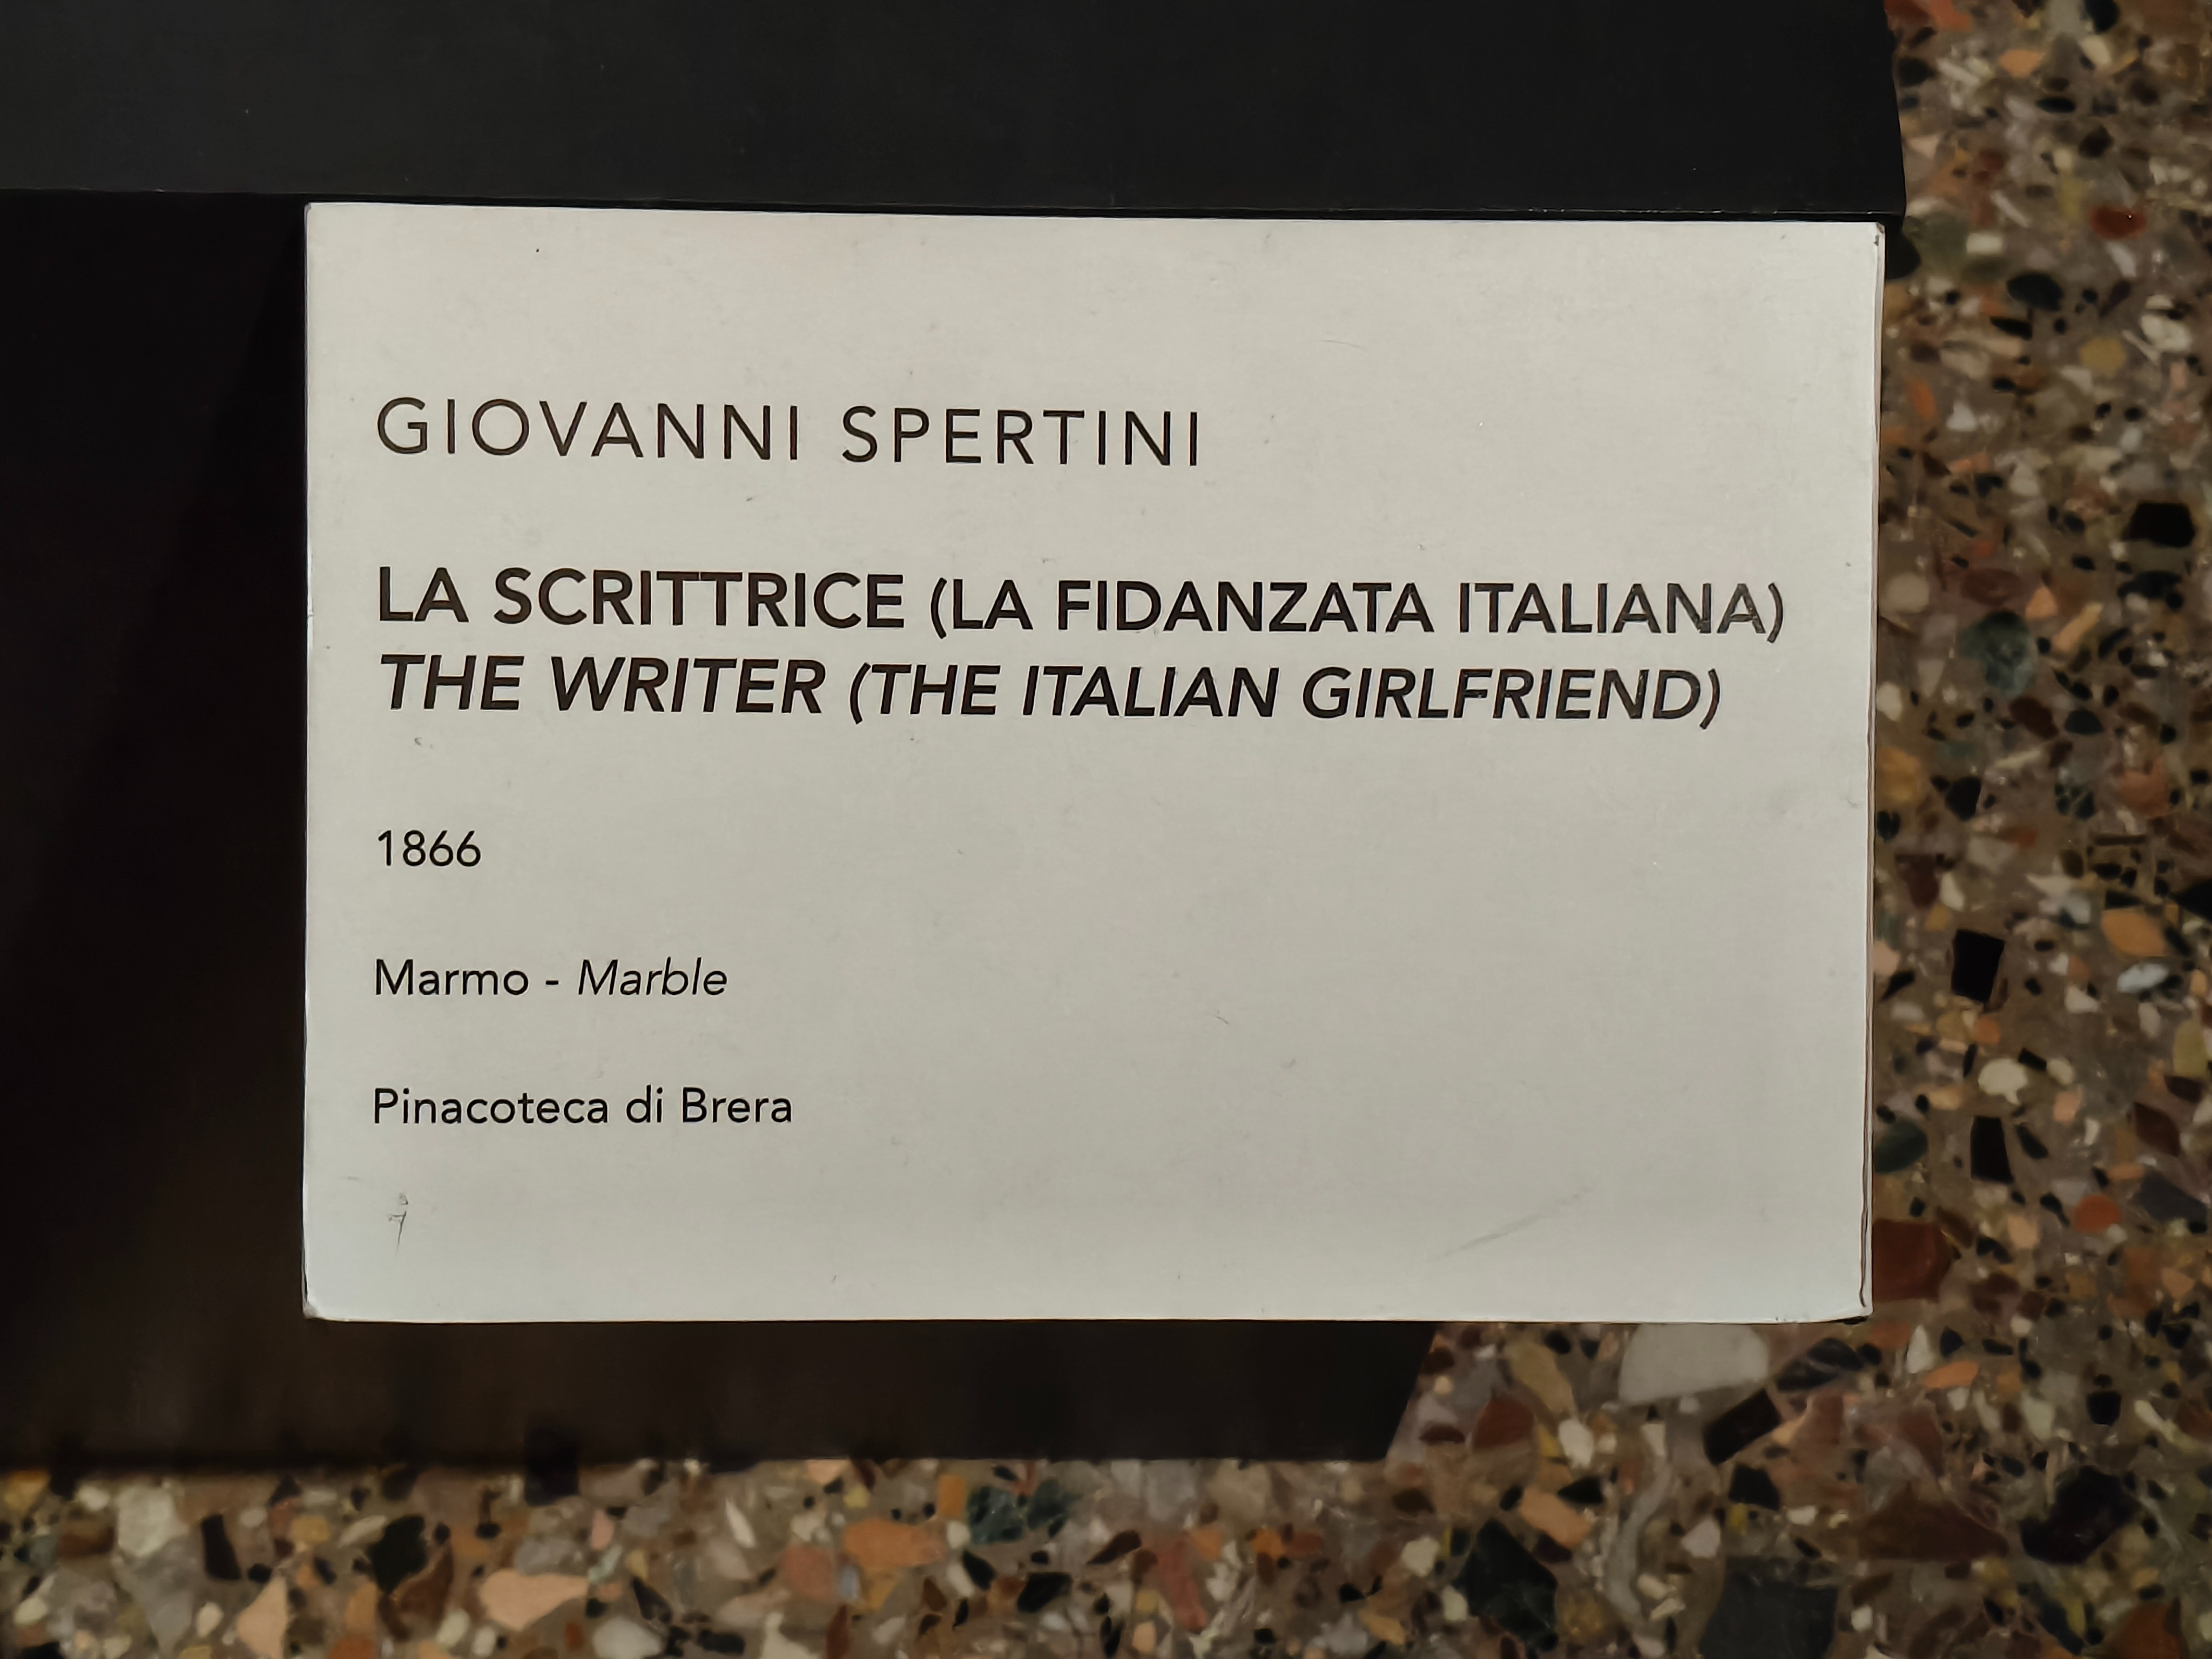 GIOVANNI SPERTINI
LA SCRITTRICE (LA FIDANZATA ITALIANA)
THE WRITER (THE ITALIAN GIRLFRIEND)
1866
Marmo - Marble
Pinacoteca di Brera